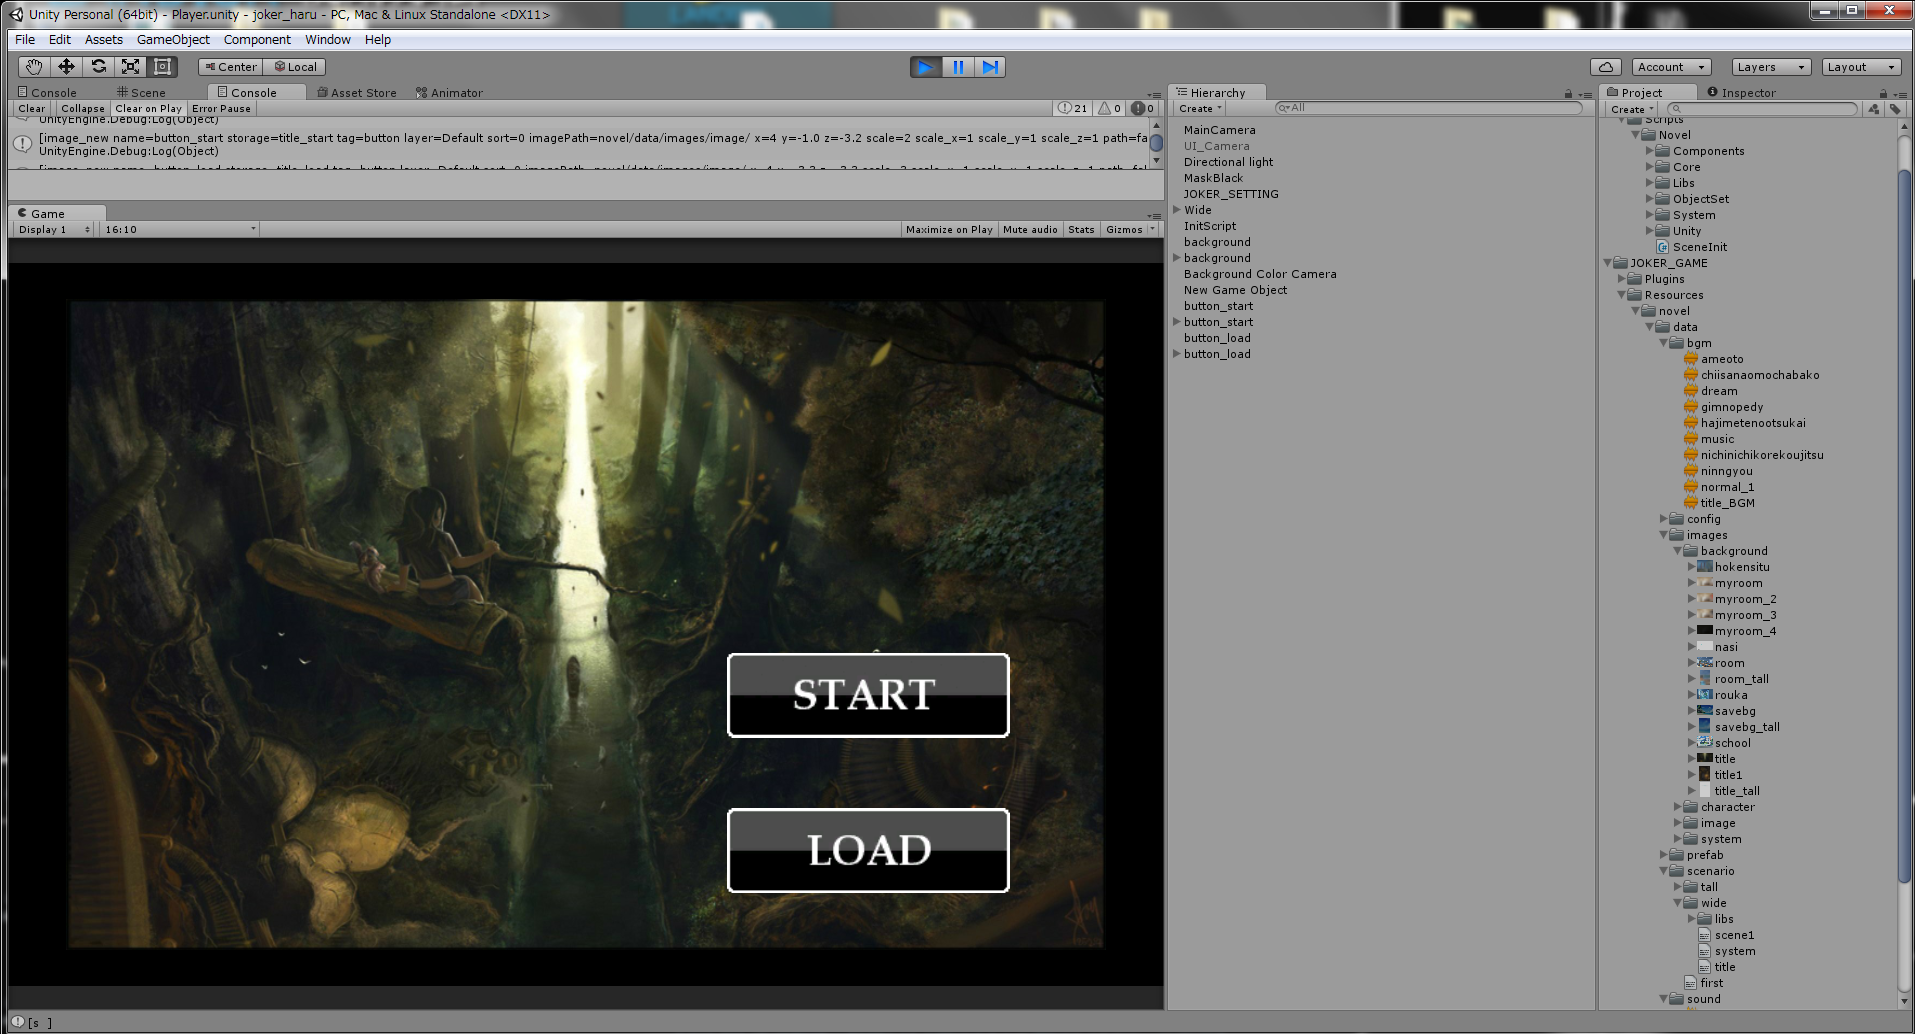 Unity Personal (64bit) - Player.unity - joker_haru - PC, Mac & Linux Standalone <DX11>
File Edit Assets GameObject Component Window Help
Center Local Account Layers Layout
Console Scene Console Asset Store Animator
Clear Collapse Clear on Play Error Pause 21 0 0
UnityEngine.Debug:Log(Object)
[image_new name=button_start storage=title_start tag=button layer=Default sort=0 imagePath=novel/data/images/image/ x=4 y=-1.0 z=-3.2 scale=2 scale_x=1 scale_y=1 scale_z=1 path=fa
UnityEngine.Debug:Log(Object)
Game
Display 1 16:10 Maximize on Play Mute audio Stats Gizmos
START
LOAD
[s ]
Hierarchy
Create All
MainCamera
UI_Camera
Directional light
MaskBlack
JOKER_SETTING
Wide
InitScript
background
background
Background Color Camera
New Game Object
button_start
button_start
button_load
button_load
Project Inspector
Create
Scripts
Novel
Components
Core
Libs
ObjectSet
System
Unity
SceneInit
JOKER_GAME
Plugins
Resources
novel
data
bgm
ameoto
chiisanaomochabako
dream
gimnopedy
hajimetenootsukai
music
nichinichikorekoujitsu
ninngyou
normal_1
title_BGM
config
images
background
hokensitu
myroom
myroom_2
myroom_3
myroom_4
nasi
room
room_tall
rouka
savebg
savebg_tall
school
title
title1
title_tall
character
image
system
prefab
scenario
tall
wide
libs
scene1
system
title
first
sound